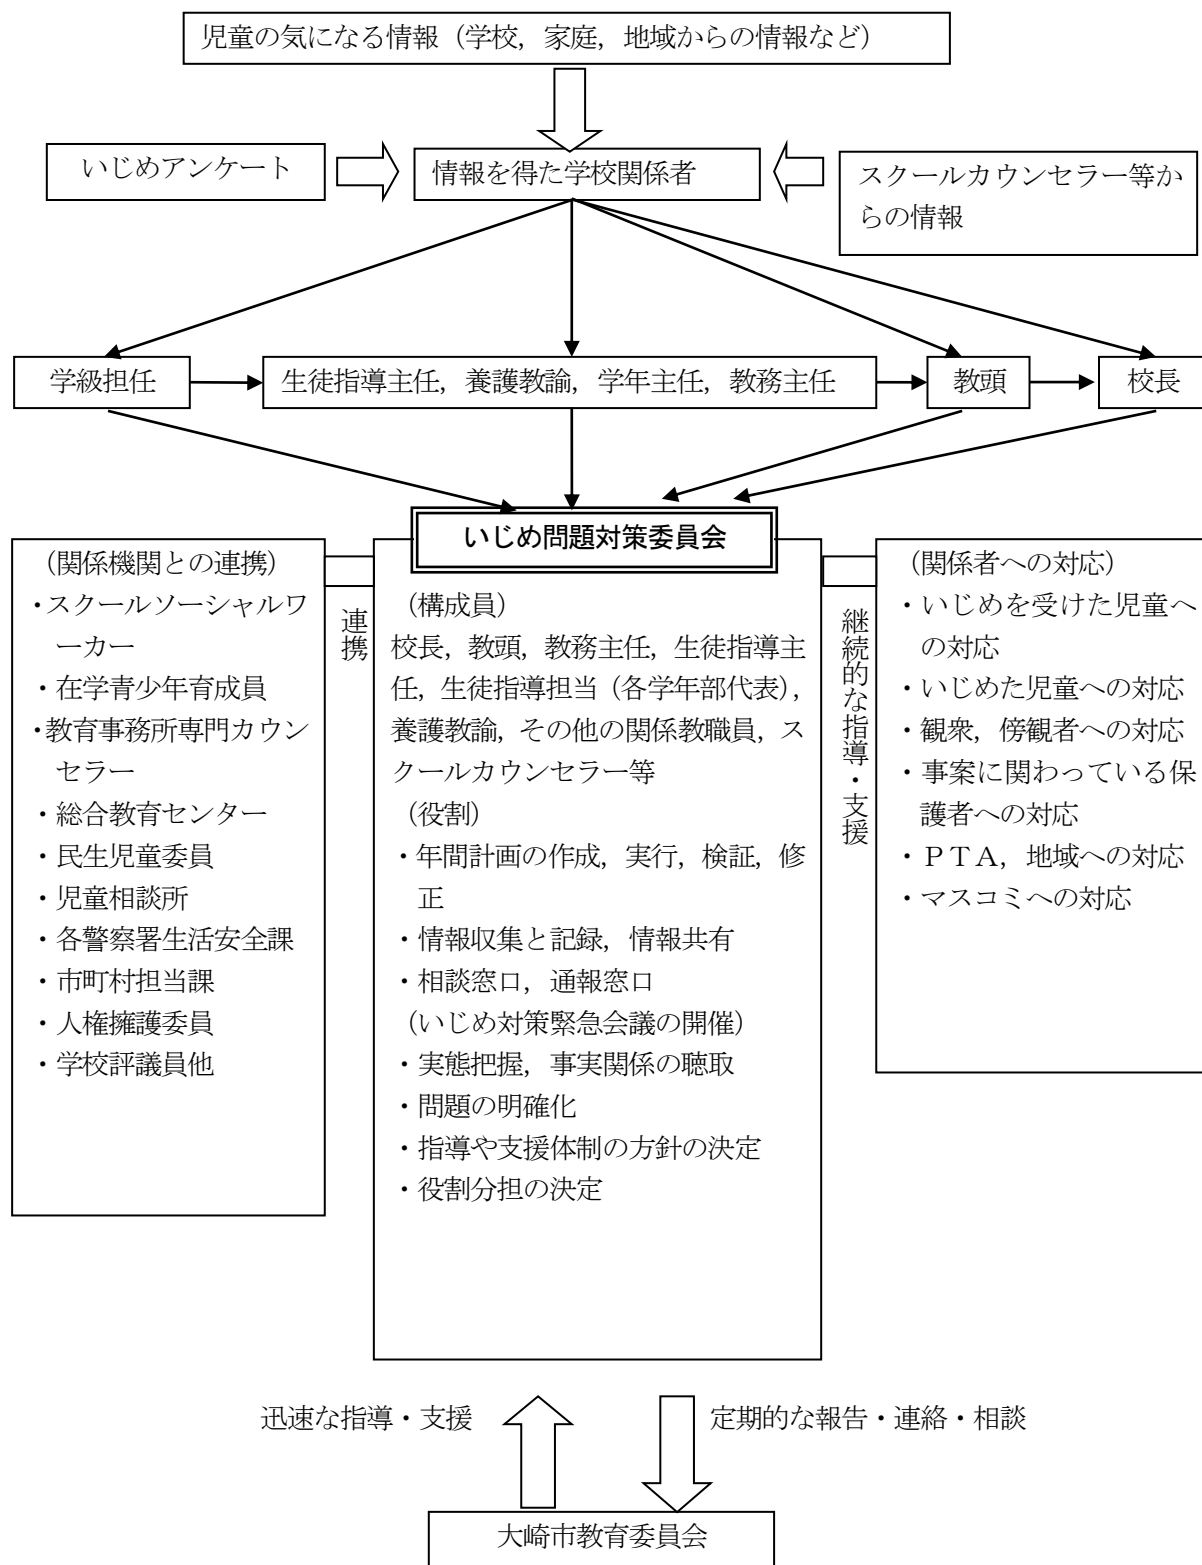 児童の気になる情報（学校，家庭，地域からの情報など）
いじめアンケート
情報を得た学校関係者
スクールカウンセラー等か
らの情報
学級担任
生徒指導主任，養護教諭，学年主任，教務主任
教頭
校長
いじめ問題対策委員会
（関係機関との連携）
・スクールソーシャルワ
ーカー
・在学青少年育成員
・教育事務所専門カウン
セラー
・総合教育センター
・民生児童委員
・児童相談所
・各警察署生活安全課
・市町村担当課
・人権擁護委員
・学校評議員他
連携
（構成員）
校長，教頭，教務主任，生徒指導主
任，生徒指導担当（各学年部代表），
養護教諭，その他の関係教職員，ス
クールカウンセラー等
（役割）
・年間計画の作成，実行，検証，修
正
・情報収集と記録，情報共有
・相談窓口，通報窓口
（いじめ対策緊急会議の開催）
・実態把握，事実関係の聴取
・問題の明確化
・指導や支援体制の方針の決定
・役割分担の決定
継続的な指導・支援
（関係者への対応）
・いじめを受けた児童へ
の対応
・いじめた児童への対応
・観衆，傍観者への対応
・事案に関わっている保
護者への対応
・ＰＴＡ，地域への対応
・マスコミへの対応
迅速な指導・支援
定期的な報告・連絡・相談
大崎市教育委員会